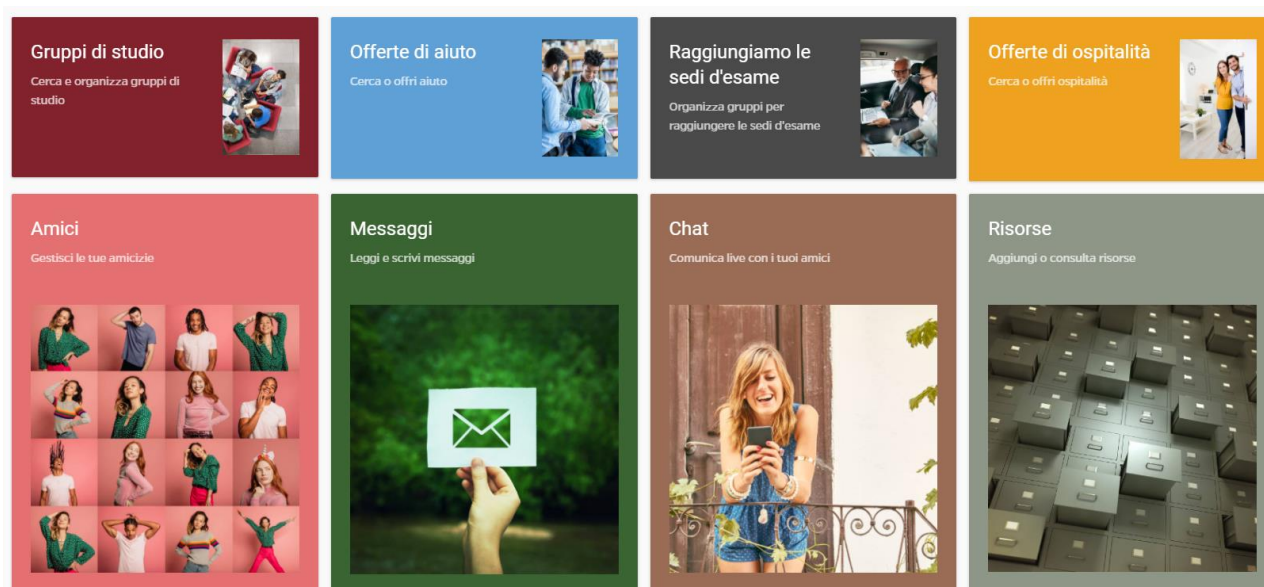 Gruppi di studio
Cerca e organizza gruppi di
studio
Offerte di aiuto
Cerca o offri aiuto
Raggiungiamo le
sedi d'esame
Organizza gruppi per
raggiungere le sedi d'esame
Offerte di ospitalità
Cerca o offri ospitalità
Amici
Gestisci le tue amicizie
Messaggi
Leggi e scrivi messaggi
Chat
Comunica live con i tuoi amici
Risorse
Aggiungi o consulta risorse